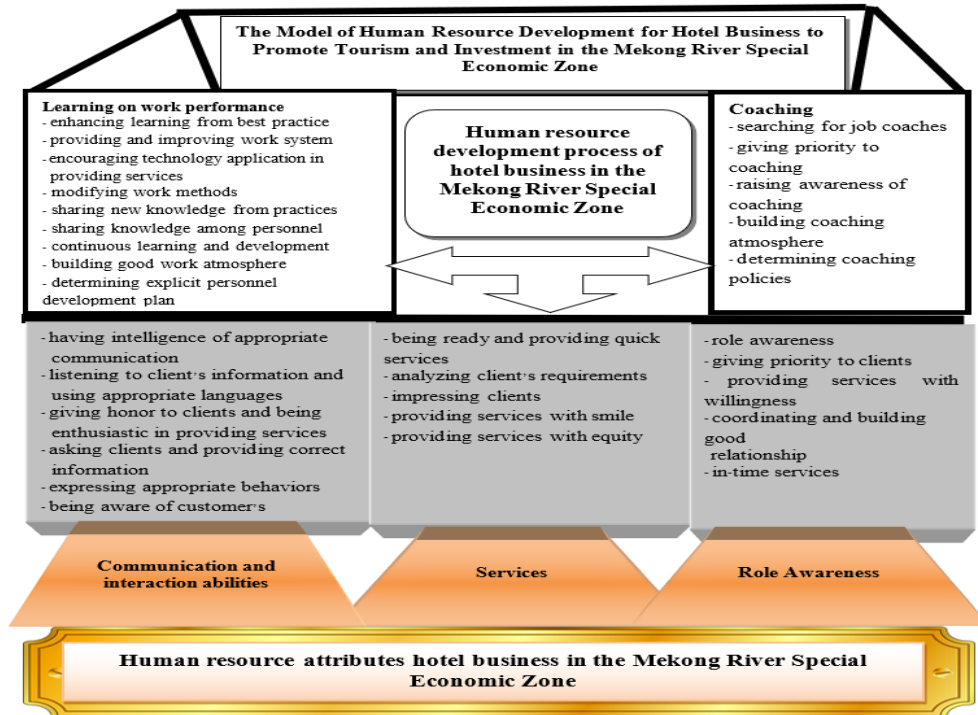 The Model of Human Resource Development for Hotel Business to
Promote Tourism and Investment in the Mekong River Special
Economic Zone
Learning on work performance
- enhancing learning from best practice
- providing and improving work system
- encouraging technology application in
providing services
- modifying work methods
- sharing new knowledge from practices
- sharing knowledge among personnel
- continuous learning and development
- building good work atmosphere
- determining explicit personnel
development plan
Human resource
development process of
hotel business in the
Mekong River Special
Economic Zone
Coaching
- searching for job coaches
- giving priority to
coaching
- raising awareness of
coaching
- building coaching
atmosphere
- determining coaching
policies
- having intelligence of appropriate
communication
- listening to client's information and
using appropriate languages
- giving honor to clients and being
enthusiastic in providing services
- asking clients and providing correct
information
- expressing appropriate behaviors
- being aware of customer's
- being ready and providing quick
services
- analyzing client's requirements
- impressing clients
- providing services with smile
- providing services with equity
- role awareness
- giving priority to clients
- providing services with
willingness
- coordinating and building
good
relationship
- in-time services
Communication and
interaction abilities
Services
Role Awareness
Human resource attributes hotel business in the Mekong River Special
Economic Zone